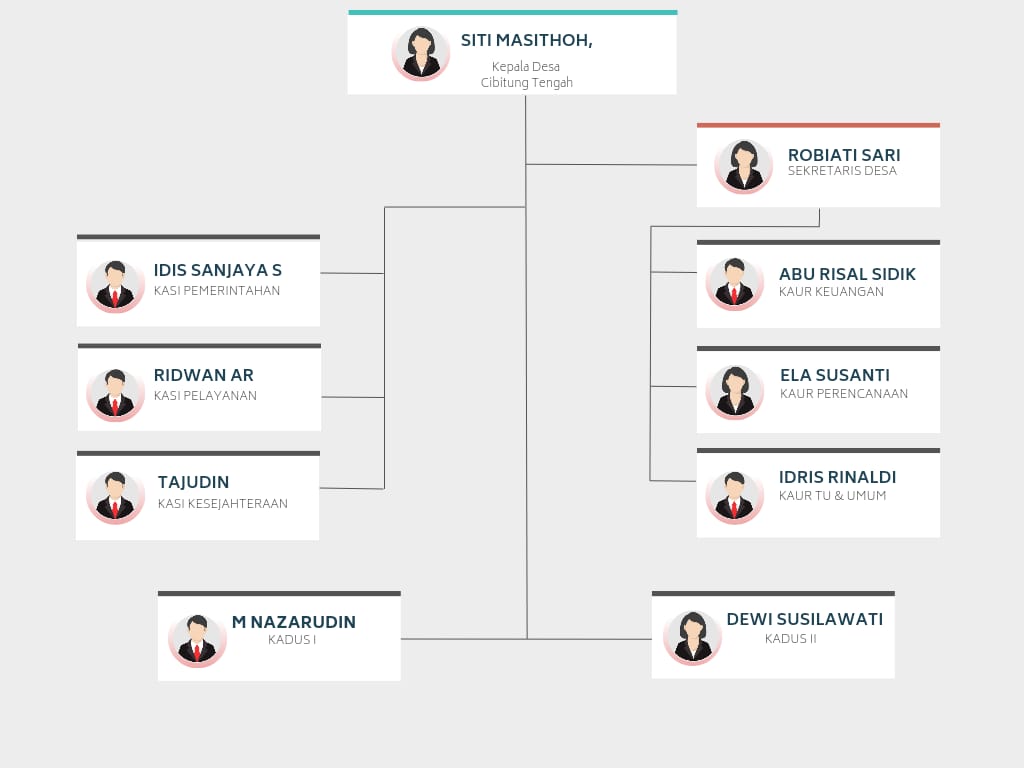 SITI MASITHOH,
Kepala Desa
Cibitung Tengah
ROBIATI SARI
SEKRETARIS DESA
IDIS SANJAYA S
KASI PEMERINTAHAN
RIDWAN AR
KASI PELAYANAN
TAJUDIN
KASI KESEJAHTERAAN
ABU RISAL SIDIK
KAUR KEUANGAN
ELA SUSANTI
KAUR PERENCANAAN
IDRIS RINALDI
KAUR TU & UMUM
M NAZARUDIN
KADUS I
DEWI SUSILAWATI
KADUS II